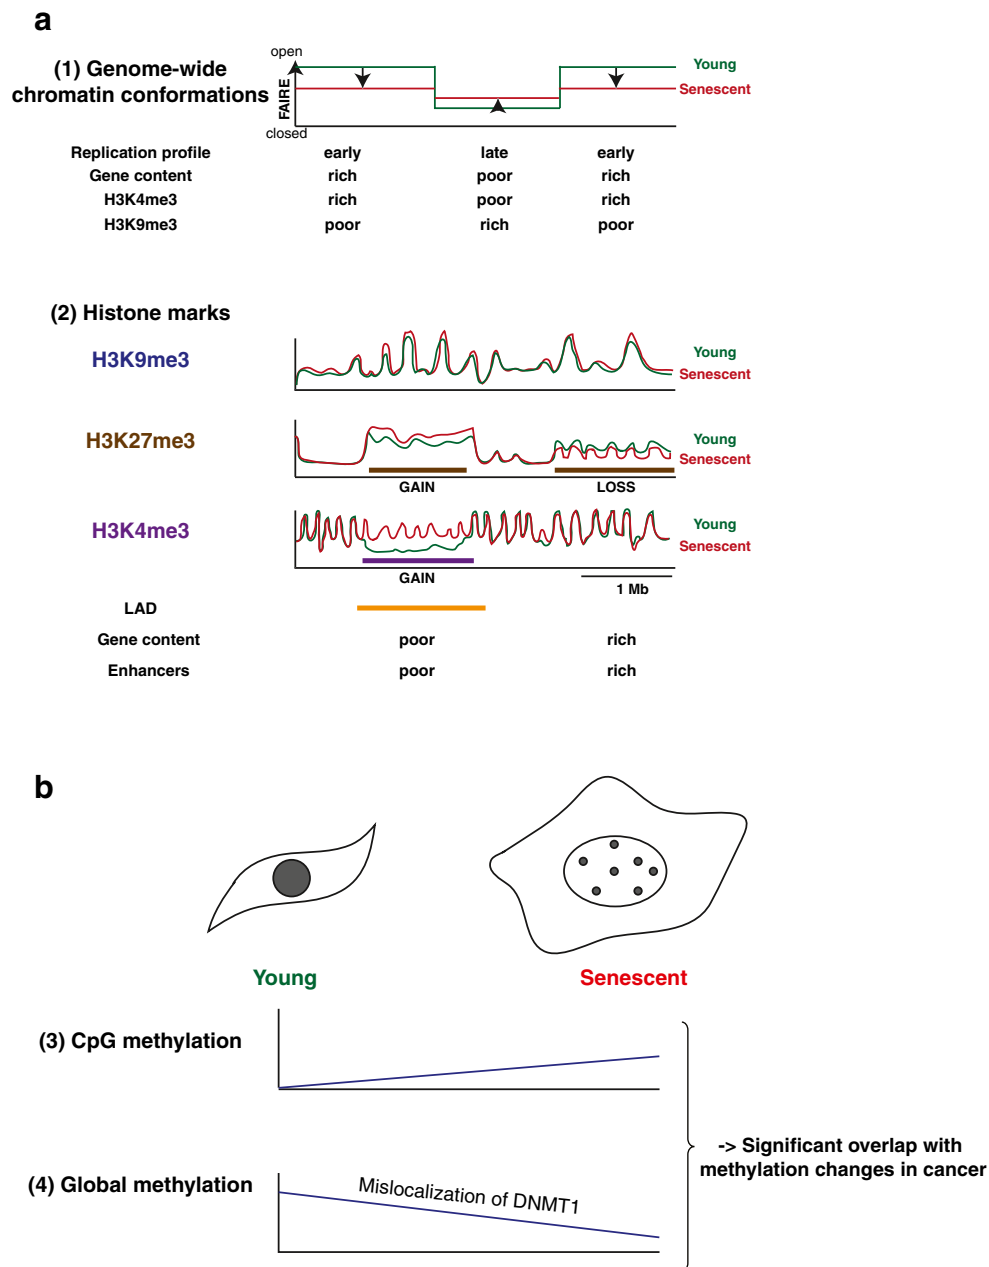 a
(1) Genome-wide
chromatin conformations
open
FAIRE
closed
Young
Senescent
Replication profile early late early
Gene content rich poor rich
H3K4me3 rich poor rich
H3K9me3 poor rich poor
(2) Histone marks
H3K9me3
Young
Senescent
H3K27me3
Young
Senescent
GAIN LOSS
H3K4me3
Young
Senescent
GAIN
1 Mb
LAD
Gene content poor rich
Enhancers poor rich
b
Young Senescent
(3) CpG methylation
(4) Global methylation
Mislocalization of DNMT1
-> Significant overlap with
methylation changes in cancer